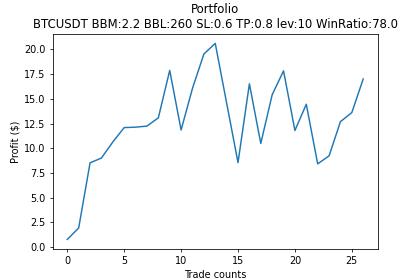 Portfolio
BTCUSDT BBM:2.2 BBL:260 SL:0.6 TP:0.8 lev:10 WinRatio:78.0
Profit ($)
20.0
17.5
15.0
12.5
10.0
7.5
5.0
2.5
0.0
0 5 10 15 20 25
Trade counts